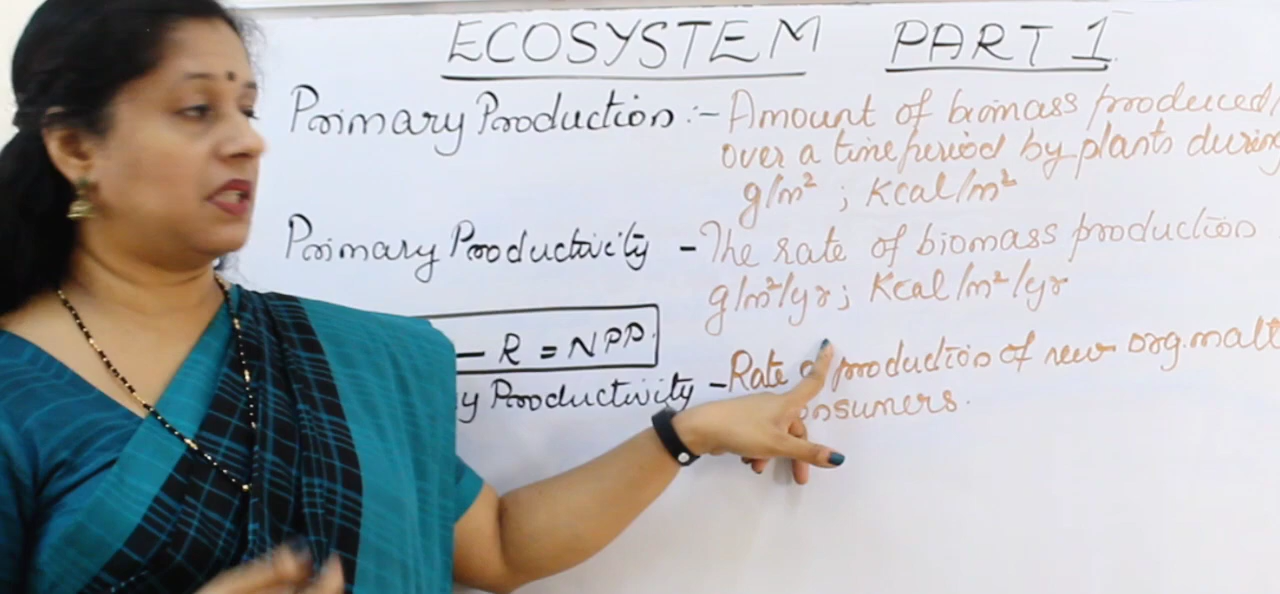 ECOSYSTEM PART 1
Primary Production :- Amount of biomass produced,
over a time period by plants during
g/m² ; Kcal/m²
Primary Productivity - The rate of biomass production
g/m²/yr; Kcal/m²/yr
- R = NPP.
y Productivity - Rate production of new org. matt
onsumers.